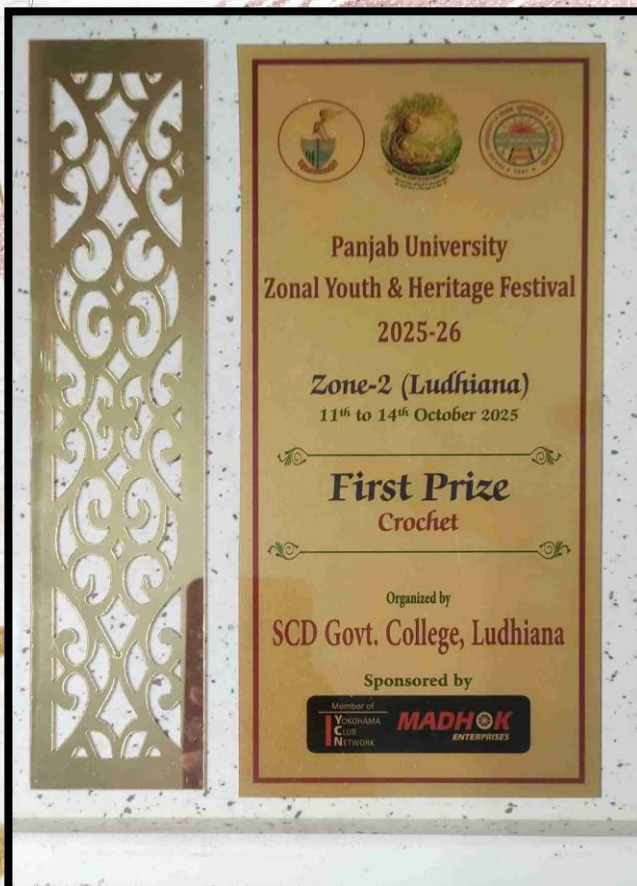 Panjab University
Zonal Youth & Heritage Festival
2025-26
Zone-2 (Ludhiana)
11th to 14th October 2025
First Prize
Crochet
Organized by
SCD Govt. College, Ludhiana
Sponsored by
Member of
YOKOHAMA
CLUB
NETWORK
MADHOK
ENTERPRISES